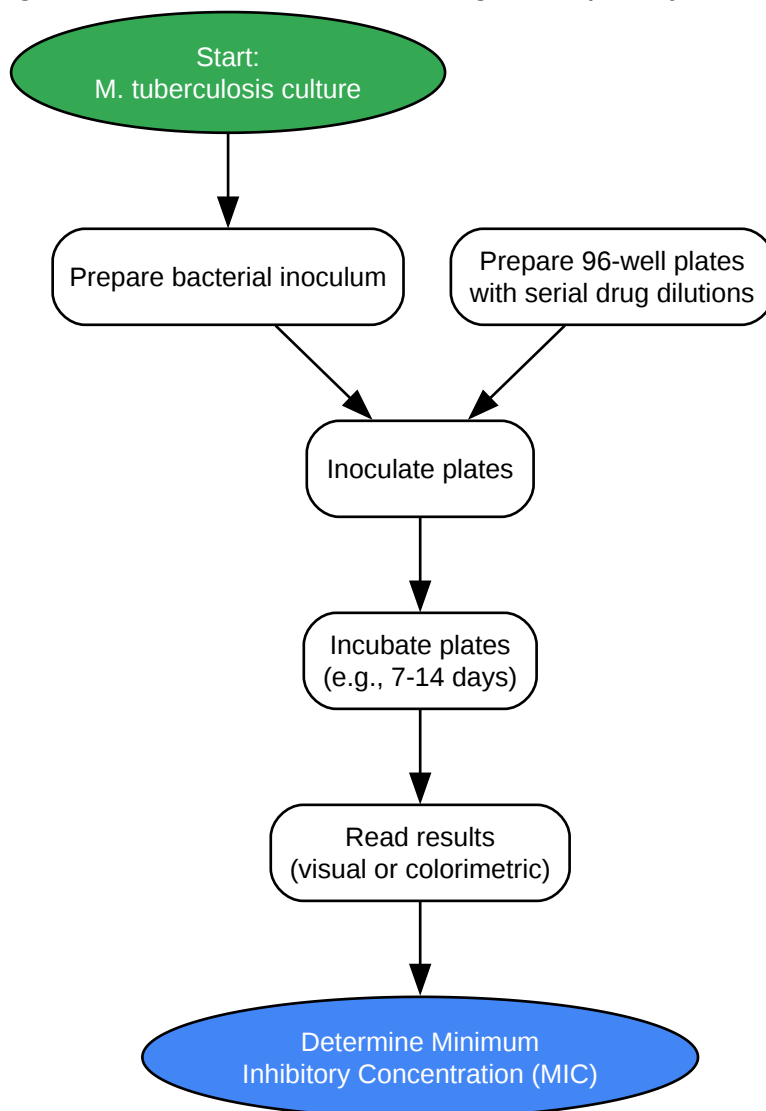 Start:
M. tuberculosis culture
Prepare bacterial inoculum
Prepare 96-well plates
with serial drug dilutions
Inoculate plates
Incubate plates
(e.g., 7-14 days)
Read results
(visual or colorimetric)
Determine Minimum
Inhibitory Concentration (MIC)